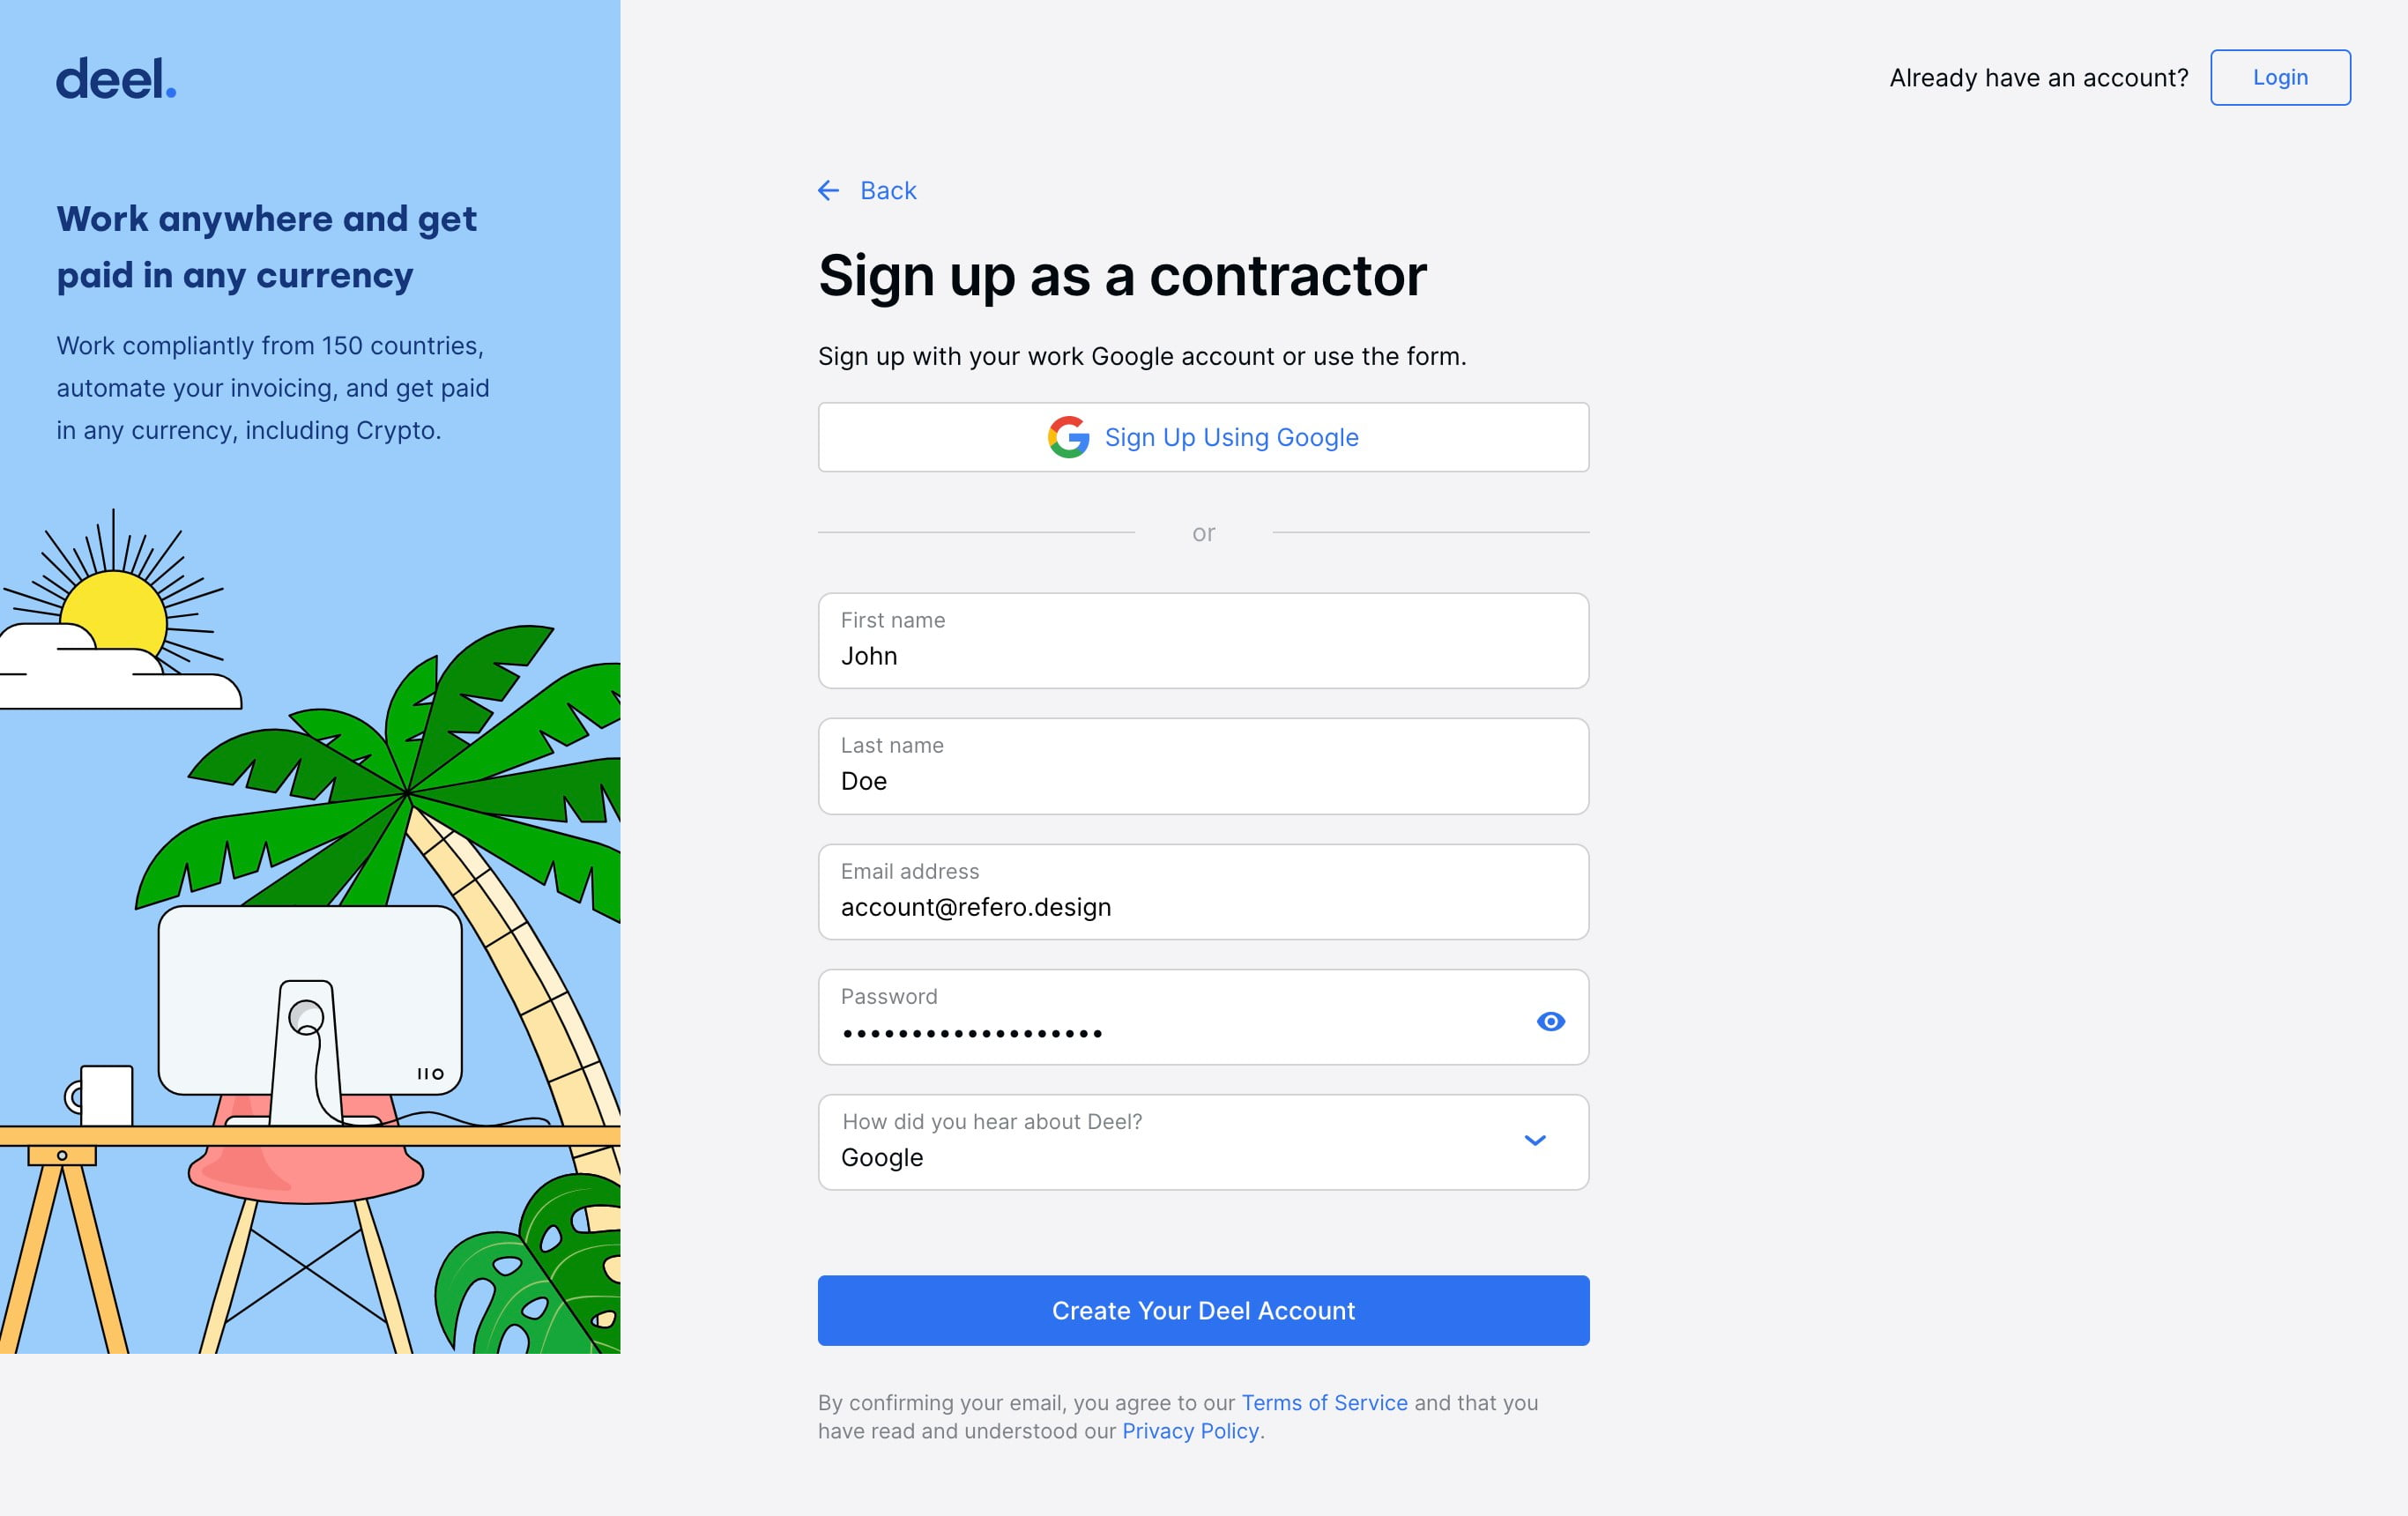 deel.
Work anywhere and get
paid in any currency
Work compliantly from 150 countries,
automate your invoicing, and get paid
in any currency, including Crypto.
Already have an account?
Login
Back
Sign up as a contractor
Sign up with your work Google account or use the form.
Sign Up Using Google
or
First name
John
Last name
Doe
Email address
account@refero.design
Password
•••••••••••••••••••
How did you hear about Deel?
Google
Create Your Deel Account
By confirming your email, you agree to our Terms of Service and that you
have read and understood our Privacy Policy.